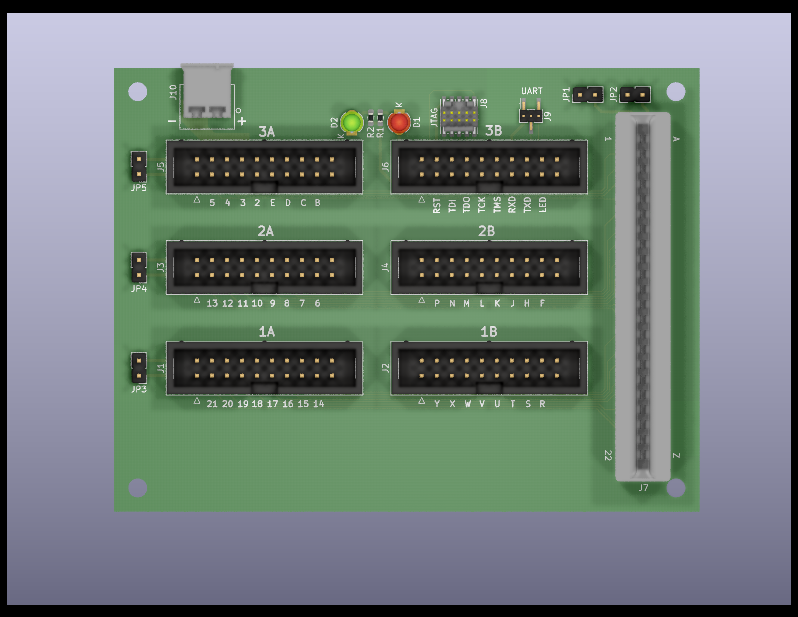 J10
− +
D2
K
R2
R1
K
D1
JTAG
J8
UART
J9
JP1
JP2
3A
3B
1
A
J5
JP5
5 4 3 2 E D C B
J6
RST TDI TDO TCK TMS RXD TXD LED
2A
2B
J3
JP4
13 12 11 10 9 8 7 6
J4
P N M L K J H F
1A
1B
J1
JP3
21 20 19 18 17 16 15 14
J2
Y X W V U T S R
22
Z
J7